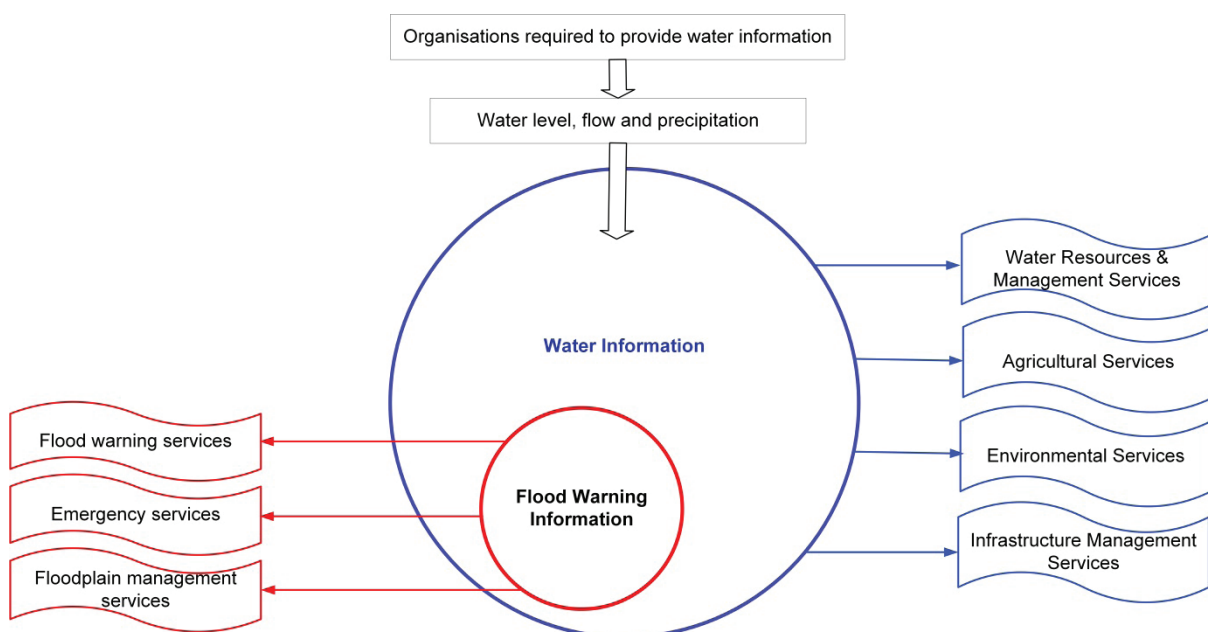 Organisations required to provide water information
Water level, flow and precipitation
Water Information
Water Resources &
Management Services
Agricultural Services
Environmental Services
Infrastructure Management
Services
Flood warning services
Emergency services
Floodplain management
services
Flood Warning
Information